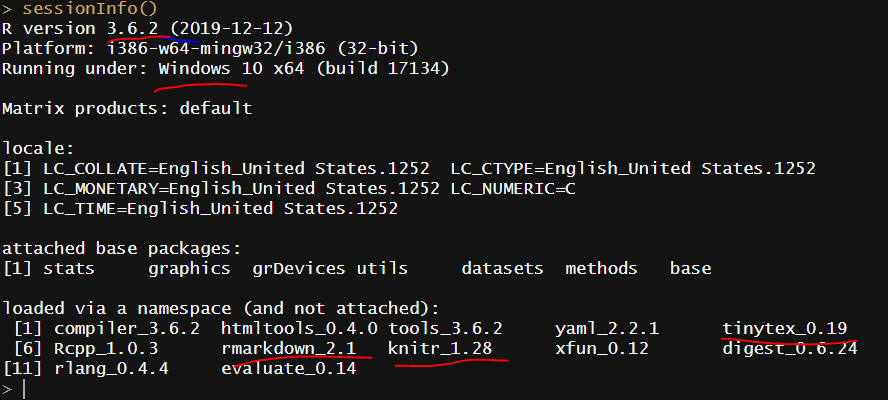 > sessionInfo()
R version 3.6.2 (2019-12-12)
Platform: i386-w64-mingw32/i386 (32-bit)
Running under: Windows 10 x64 (build 17134)
Matrix products: default
locale:
[1] LC_COLLATE=English_United States.1252  LC_CTYPE=English_United States.1252
[3] LC_MONETARY=English_United States.1252 LC_NUMERIC=C
[5] LC_TIME=English_United States.1252
attached base packages:
[1] stats     graphics  grDevices utils     datasets  methods   base
loaded via a namespace (and not attached):
 [1] compiler_3.6.2  htmltools_0.4.0 tools_3.6.2     yaml_2.2.1      tinytex_0.19
 [6] Rcpp_1.0.3      rmarkdown_2.1   knitr_1.28      xfun_0.12       digest_0.6.24
[11] rlang_0.4.4     evaluate_0.14
>